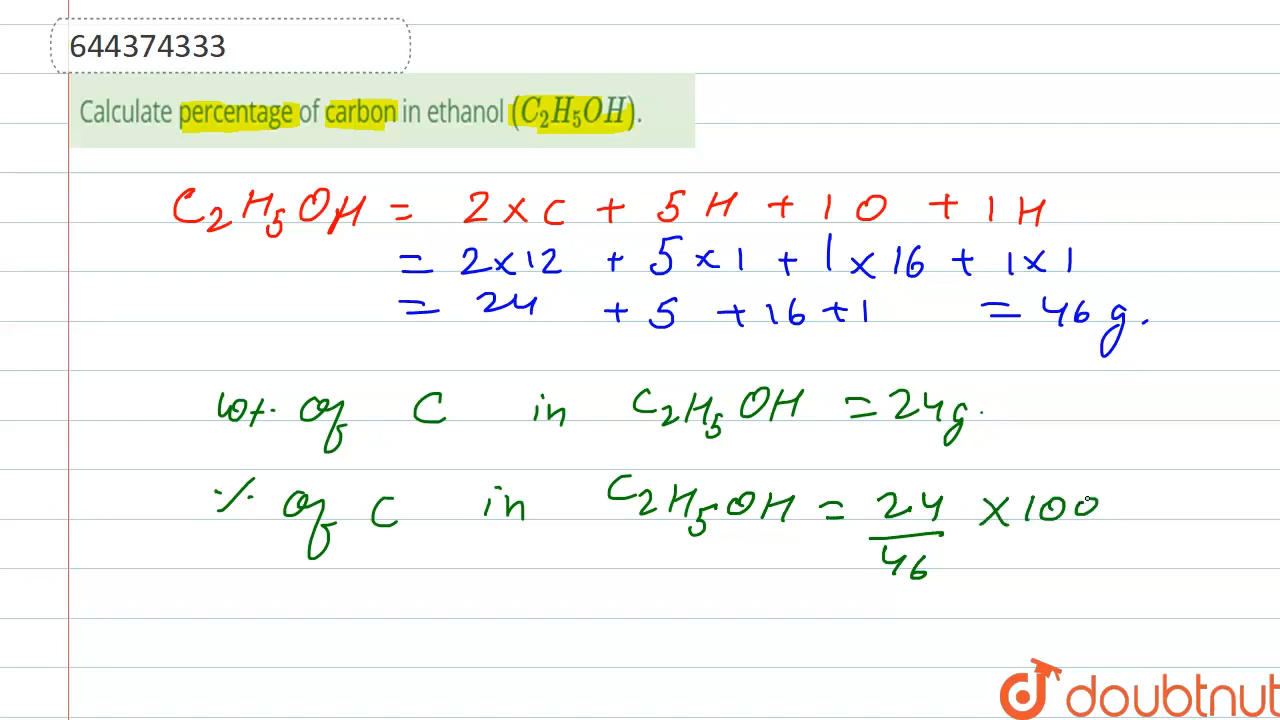 644374333
Calculate percentage of carbon in ethanol (C₂H₅OH).
C₂H₅OH = 2 × C + 5 H + 1 O + 1 H
= 2×12 + 5 × 1 + 1 × 16 + 1 × 1
= 24 + 5 + 16 + 1 = 46 g.
wt. of C in C₂H₅OH = 24g.
% of C in C₂H₅OH = 24/46 × 100
doubtnut